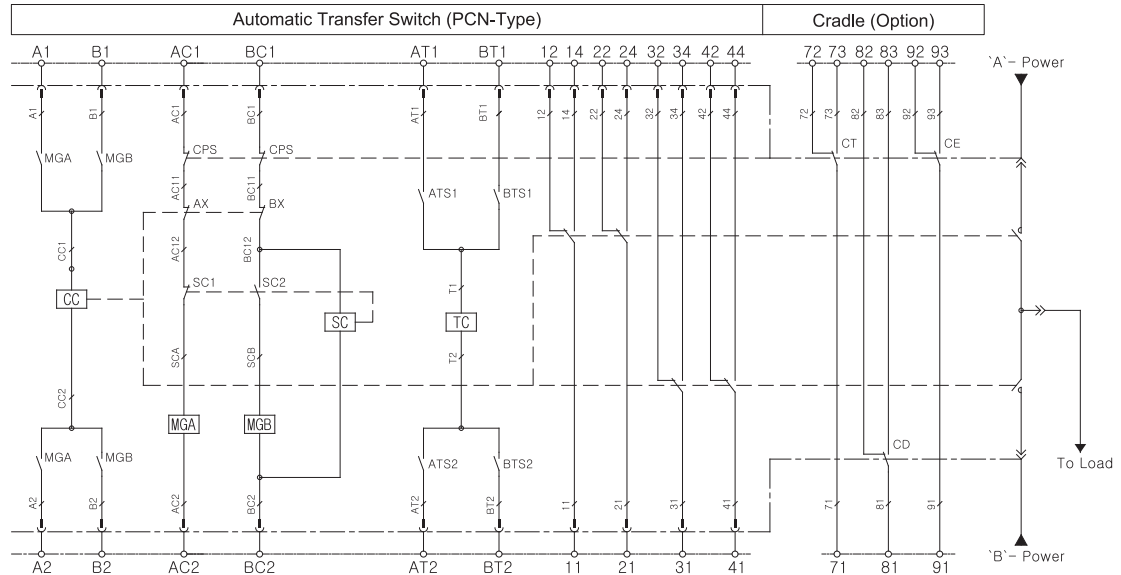 Automatic Transfer Switch (PCN-Type) Cradle (Option)
A1 B1 AC1 BC1 AT1 BT1 12 14 22 24 32 34 42 44 72 73 82 83 92 93
`A`- Power
A1 B1 AC1 BC1 AT1 BT1 12 14 22 24 32 34 42 44 72 73 82 83 92 93
MGA MGB CPS CPS CT CE
AC11 BC11
ATS1 BTS1
AX BX
CC1 AC12 BC12
SC1 SC2
CC T1
SC TC
SCA SCB T2
CC2
MGA MGB
MGA MGB ATS2 BTS2 CD
To Load
A2 B2 AC2 BC2 AT2 BT2 11 21 31 41 71 81 91
`B`- Power
A2 B2 AC2 BC2 AT2 BT2 11 21 31 41 71 81 91